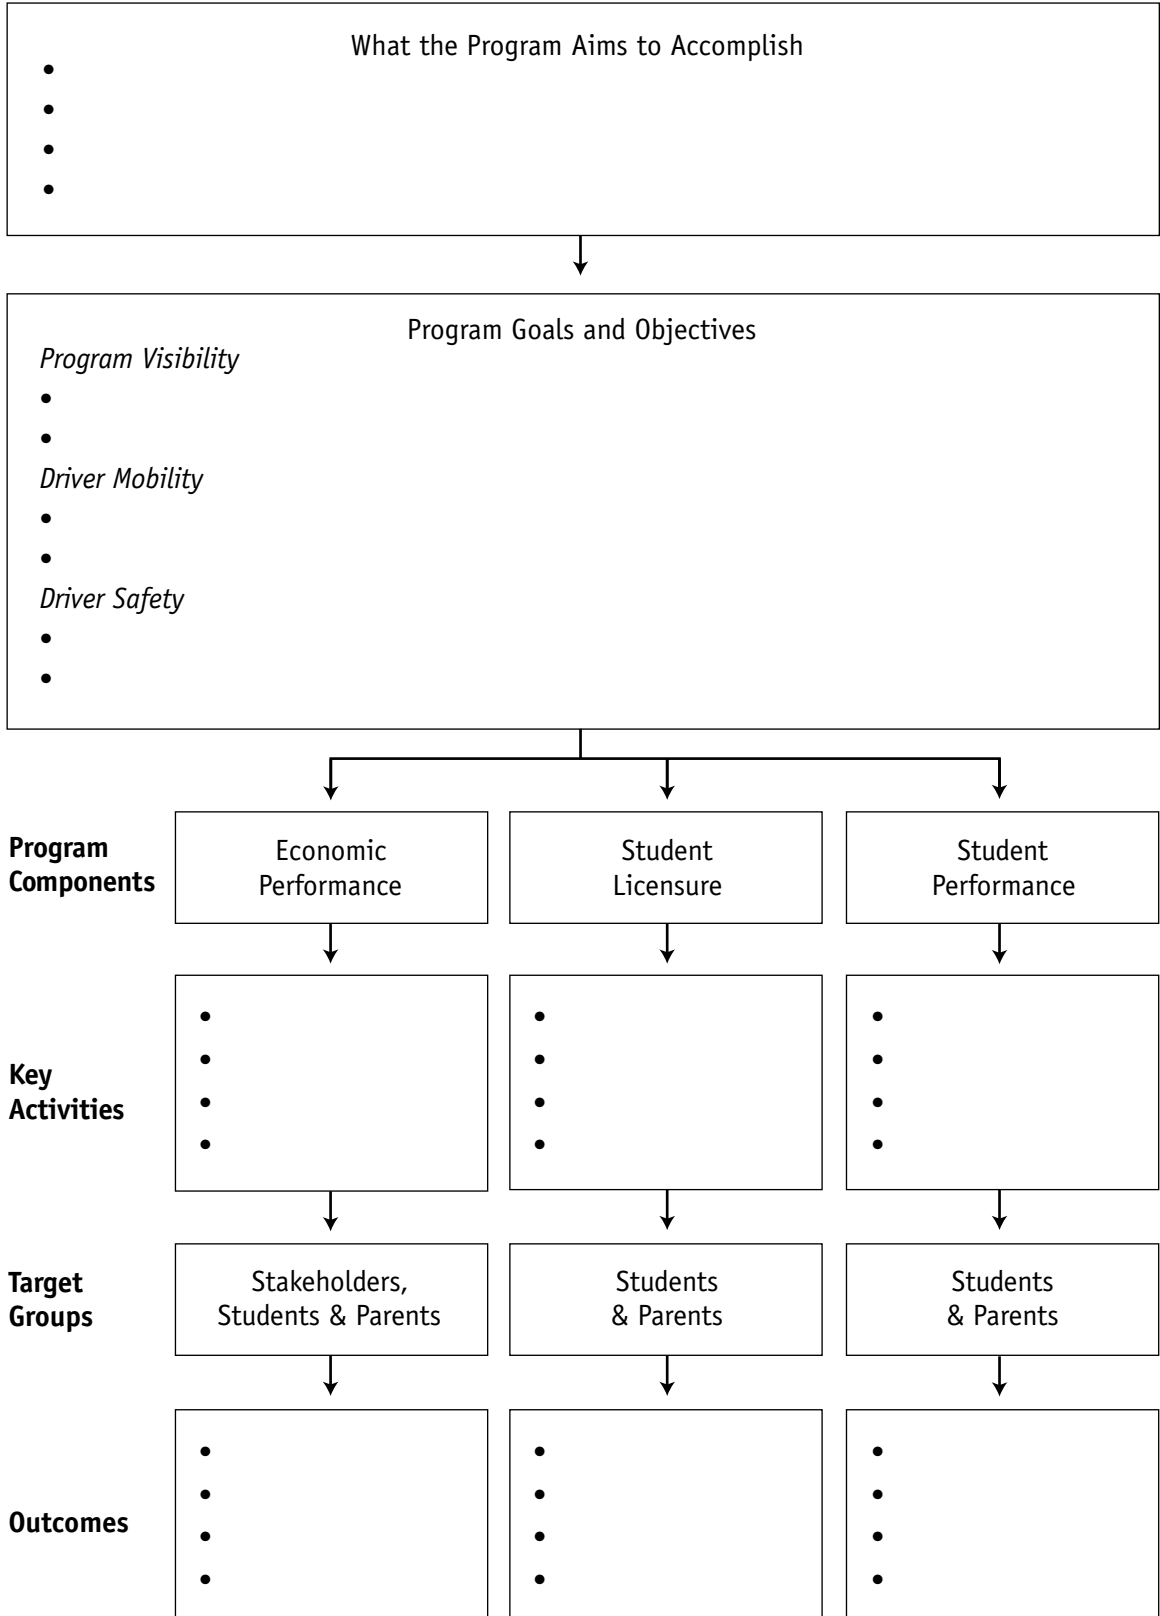 What the Program Aims to Accomplish
•
•
•
•
Program Goals and Objectives
Program Visibility
•
•
Driver Mobility
•
•
Driver Safety
•
•
Program
Components
Economic
Performance
Student
Licensure
Student
Performance
Key
Activities
•
•
•
•
•
•
•
•
•
•
•
•
Target
Groups
Stakeholders,
Students & Parents
Students
& Parents
Students
& Parents
Outcomes
•
•
•
•
•
•
•
•
•
•
•
•